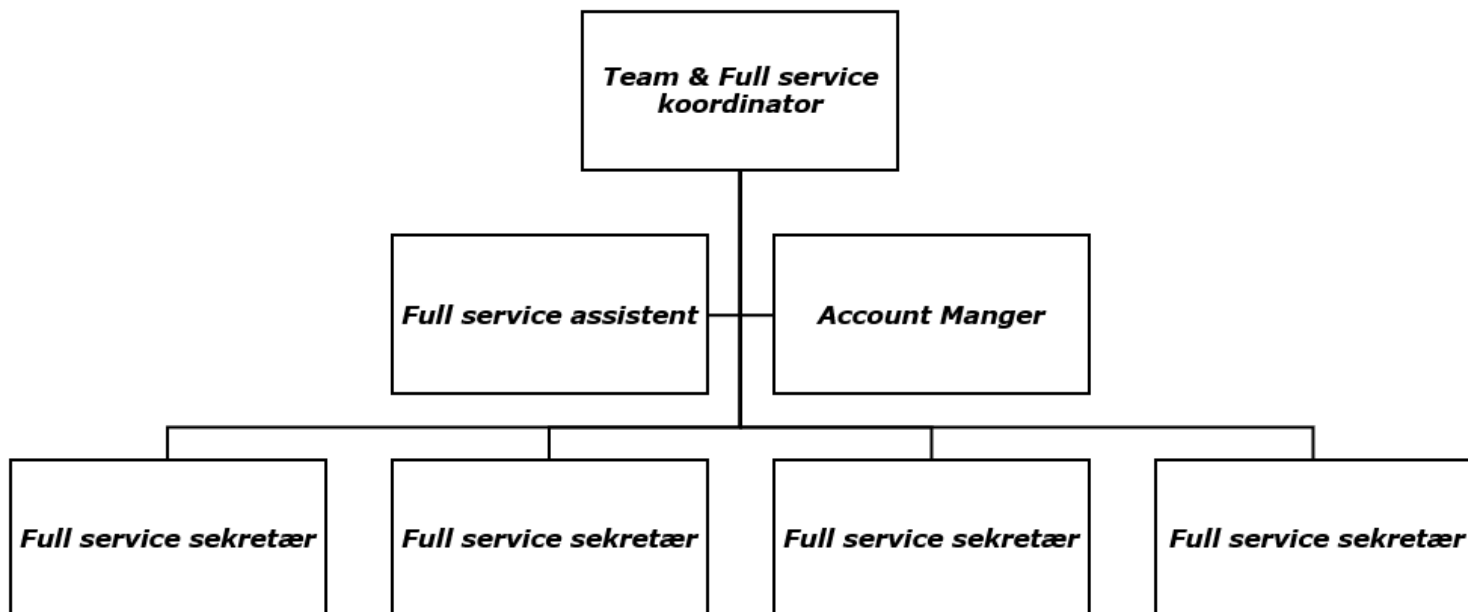 Team & Full service
koordinator
Full service assistent
Account Manger
Full service sekretær
Full service sekretær
Full service sekretær
Full service sekretær